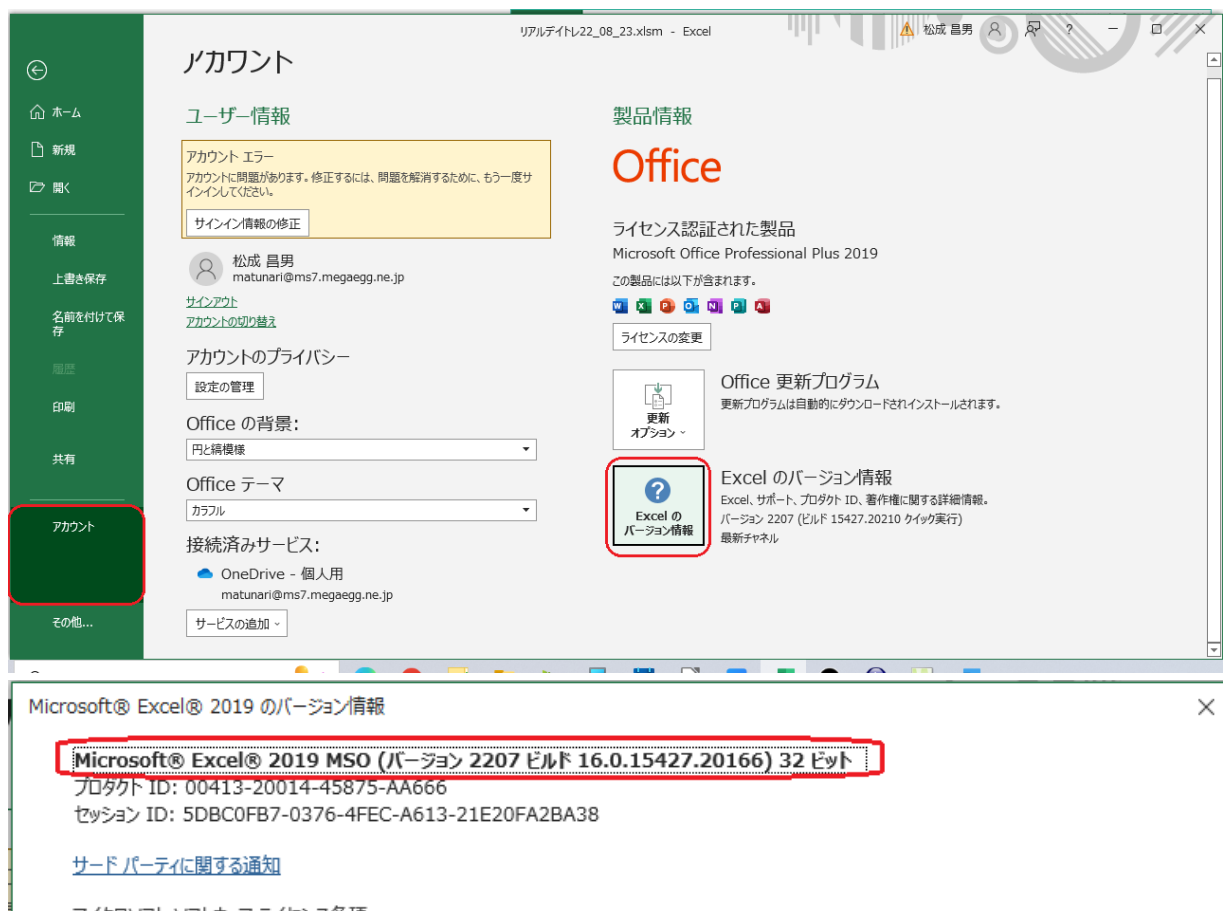 リアルデイトレ22_08_23.xlsm - Excel
松成 昌男
?
アカウント
ホーム
新規
開く
情報
上書き保存
名前を付けて保
存
履歴
印刷
共有
アカウント
その他...
ユーザー情報
アカウント エラー
アカウントに問題があります。修正するには、問題を解消するために、もう一度サ
インインしてください。
サインイン情報の修正
松成 昌男
matunari@ms7.megaegg.ne.jp
サインアウト
アカウントの切り替え
アカウントのプライバシー
設定の管理
Office の背景:
円と縞模様
Office テーマ
カラフル
接続済みサービス:
OneDrive - 個人用
matunari@ms7.megaegg.ne.jp
サービスの追加
製品情報
Office
ライセンス認証された製品
Microsoft Office Professional Plus 2019
この製品には以下が含まれます。
ライセンスの変更
更新
オプション
Office 更新プログラム
更新プログラムは自動的にダウンロードされインストールされます。
Excel の
バージョン情報
Excel のバージョン情報
Excel、サポート、プロダクト ID、著作権に関する詳細情報。
バージョン 2207 (ビルド 15427.20210 クイック実行)
最新チャネル
Microsoft® Excel® 2019 のバージョン情報
Microsoft® Excel® 2019 MSO (バージョン 2207 ビルド 16.0.15427.20166) 32 ビット
プロダクト ID: 00413-20014-45875-AA666
セッション ID: 5DBC0FB7-0376-4FEC-A613-21E20FA2BA38
サード パーティに関する通知